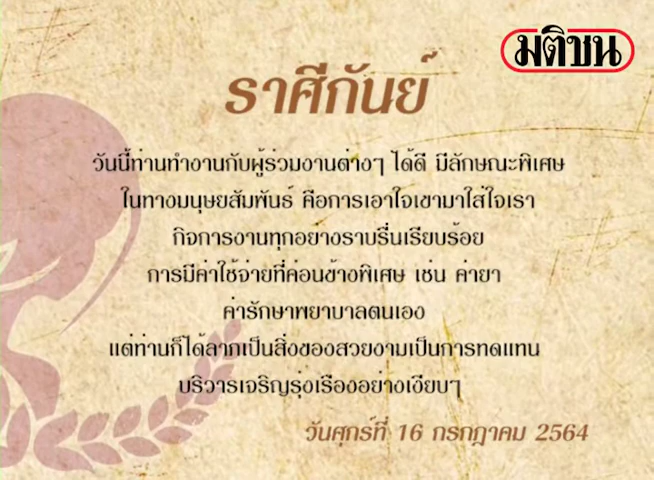 มติชน
ราศีกันย์
วันนี้ท่านทำงานกับผู้ร่วมงานต่างๆ ได้ดี มีลักษณะพิเศษ
ในทางมนุษยสัมพันธ์ คือการเอาใจเขามาใส่ใจเรา
กิจการงานทุกอย่างราบรื่นเรียบร้อย
การมีค่าใช้จ่ายที่ค่อนข้างพิเศษ เช่น ค่ายา
ค่ารักษาพยาบาลตนเอง
แต่ท่านก็ได้ลาภเป็นสิ่งของสวยงามเป็นการทดแทน
บริวารเจริญรุ่งเรืองอย่างเงียบๆ
วันศุกร์ที่ 16 กรกฎาคม 2564